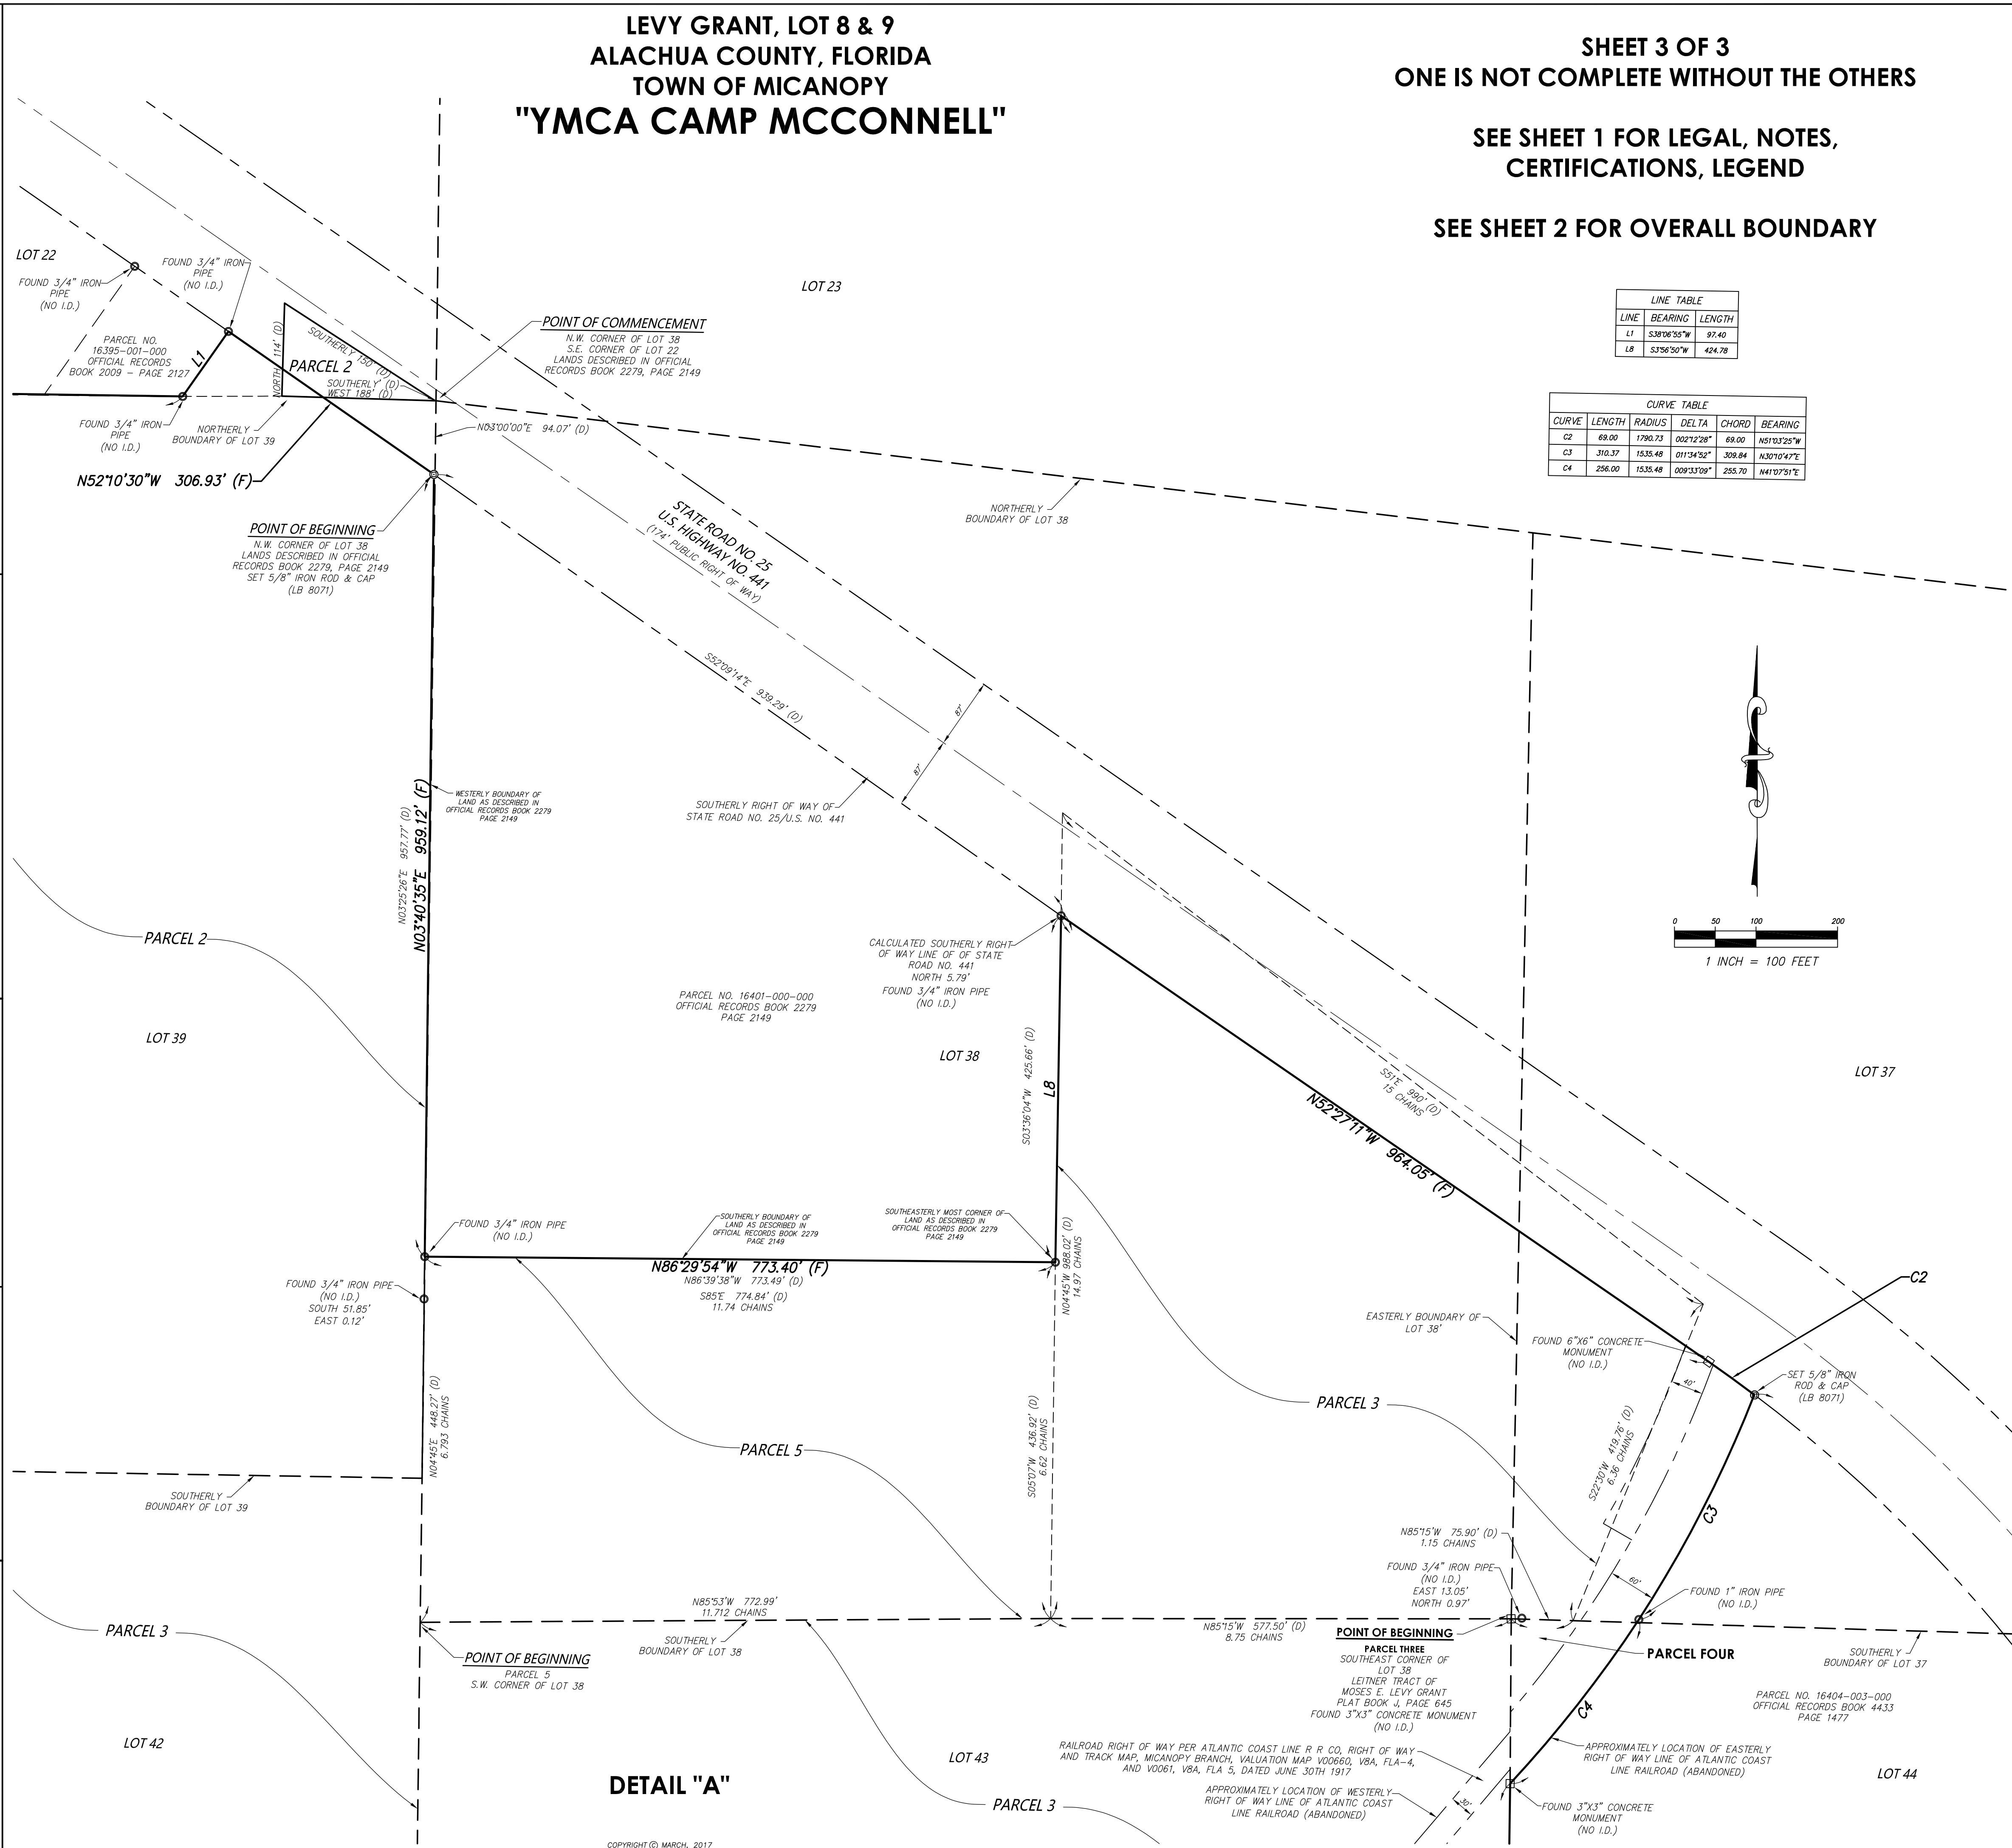 LEVY GRANT, LOT 8 & 9
ALACHUA COUNTY, FLORIDA
TOWN OF MICANOPY
"YMCA CAMP MCCONNELL"
SHEET 3 OF 3
ONE IS NOT COMPLETE WITHOUT THE OTHERS
SEE SHEET 1 FOR LEGAL, NOTES,
CERTIFICATIONS, LEGEND
SEE SHEET 2 FOR OVERALL BOUNDARY
LINE TABLE
LINE BEARING LENGTH
L1 S38°06'55"W 97.40
L8 S3°56'50"W 424.78
CURVE TABLE
CURVE LENGTH RADIUS DELTA CHORD BEARING
C2 69.00 1790.73 002°12'28" 69.00 N51°03'25"W
C3 310.37 1535.48 011°34'52" 309.84 N30°10'47"E
C4 256.00 1535.48 009°33'09" 255.70 N41°07'51"E
LOT 22
FOUND 3/4" IRON
PIPE
(NO I.D.)
FOUND 3/4" IRON
PIPE
(NO I.D.)
LOT 23
PARCEL NO.
16395-001-000
OFFICIAL RECORDS
BOOK 2009 - PAGE 2127
L1
NORTH 114' (D)
SOUTHERLY 150' (D)
PARCEL 2
SOUTHERLY' (D)
WEST 188' (D)
POINT OF COMMENCEMENT
N.W. CORNER OF LOT 38
S.E. CORNER OF LOT 22
LANDS DESCRIBED IN OFFICIAL
RECORDS BOOK 2279, PAGE 2149
FOUND 3/4" IRON
PIPE
(NO I.D.)
NORTHERLY
BOUNDARY OF LOT 39
N03°00'00"E 94.07' (D)
N52°10'30"W 306.93' (F)
POINT OF BEGINNING
N.W. CORNER OF LOT 38
LANDS DESCRIBED IN OFFICIAL
RECORDS BOOK 2279, PAGE 2149
SET 5/8" IRON ROD & CAP
(LB 8071)
STATE ROAD NO. 25
U.S. HIGHWAY NO. 441
(174' PUBLIC RIGHT OF WAY)
NORTHERLY
BOUNDARY OF LOT 38
S52°09'14"E 939.29' (D)
87'
87'
WESTERLY BOUNDARY OF
LAND AS DESCRIBED IN
OFFICIAL RECORDS BOOK 2279
PAGE 2149
N03°25'26"E 957.77' (D)
N03°40'35"E 959.12' (F)
SOUTHERLY RIGHT OF WAY OF
STATE ROAD NO. 25/U.S. NO. 441
0 50 100 200
1 INCH = 100 FEET
PARCEL 2
CALCULATED SOUTHERLY RIGHT
OF WAY LINE OF OF STATE
ROAD NO. 441
NORTH 5.79'
FOUND 3/4" IRON PIPE
(NO I.D.)
PARCEL NO. 16401-000-000
OFFICIAL RECORDS BOOK 2279
PAGE 2149
LOT 39
LOT 38
LOT 37
S03°36'04"W 425.66' (D)
L8
S51°E 990' (D)
15 CHAINS
N52°27'11"W 964.05' (F)
FOUND 3/4" IRON PIPE
(NO I.D.)
SOUTHERLY BOUNDARY OF
LAND AS DESCRIBED IN
OFFICIAL RECORDS BOOK 2279
PAGE 2149
SOUTHEASTERLY MOST CORNER OF
LAND AS DESCRIBED IN
OFFICIAL RECORDS BOOK 2279
PAGE 2149
N86°29'54"W 773.40' (F)
N86°39'38"W 773.49' (D)
S85°E 774.84' (D)
11.74 CHAINS
N04°45'W 988.02' (D)
14.97 CHAINS
FOUND 3/4" IRON PIPE
(NO I.D.)
SOUTH 51.85'
EAST 0.12'
C2
EASTERLY BOUNDARY OF
LOT 38'
FOUND 6"X6" CONCRETE
MONUMENT
(NO I.D.)
SET 5/8" IRON
ROD & CAP
(LB 8071)
40'
PARCEL 3
N04°45'E 448.27' (D)
6.793 CHAINS
PARCEL 5
S05°07'W 436.92' (D)
6.62 CHAINS
S22°30'W 419.76' (D)
6.36 CHAINS
C3
SOUTHERLY
BOUNDARY OF LOT 39
N85°15'W 75.90' (D)
1.15 CHAINS
FOUND 3/4" IRON PIPE
(NO I.D.)
EAST 13.05'
NORTH 0.97'
60'
FOUND 1" IRON PIPE
(NO I.D.)
PARCEL 3
N85°53'W 772.99'
11.712 CHAINS
SOUTHERLY
BOUNDARY OF LOT 38
N85°15'W 577.50' (D)
8.75 CHAINS
POINT OF BEGINNING
PARCEL 5
S.W. CORNER OF LOT 38
POINT OF BEGINNING
PARCEL THREE
SOUTHEAST CORNER OF
LOT 38
LEITNER TRACT OF
MOSES E. LEVY GRANT
PLAT BOOK J, PAGE 645
FOUND 3"X3" CONCRETE MONUMENT
(NO I.D.)
PARCEL FOUR
SOUTHERLY
BOUNDARY OF LOT 37
PARCEL NO. 16404-003-000
OFFICIAL RECORDS BOOK 4433
PAGE 1477
C4
LOT 42
LOT 43
RAILROAD RIGHT OF WAY PER ATLANTIC COAST LINE R R CO, RIGHT OF WAY
AND TRACK MAP, MICANOPY BRANCH, VALUATION MAP V00660, V8A, FLA-4,
AND V0061, V8A, FLA 5, DATED JUNE 30TH 1917
APPROXIMATELY LOCATION OF EASTERLY
RIGHT OF WAY LINE OF ATLANTIC COAST
LINE RAILROAD (ABANDONED)
LOT 44
DETAIL "A"
PARCEL 3
APPROXIMATELY LOCATION OF WESTERLY
RIGHT OF WAY LINE OF ATLANTIC COAST
LINE RAILROAD (ABANDONED)
30'
FOUND 3"X3" CONCRETE
MONUMENT
(NO I.D.)
COPYRIGHT © MARCH, 2017